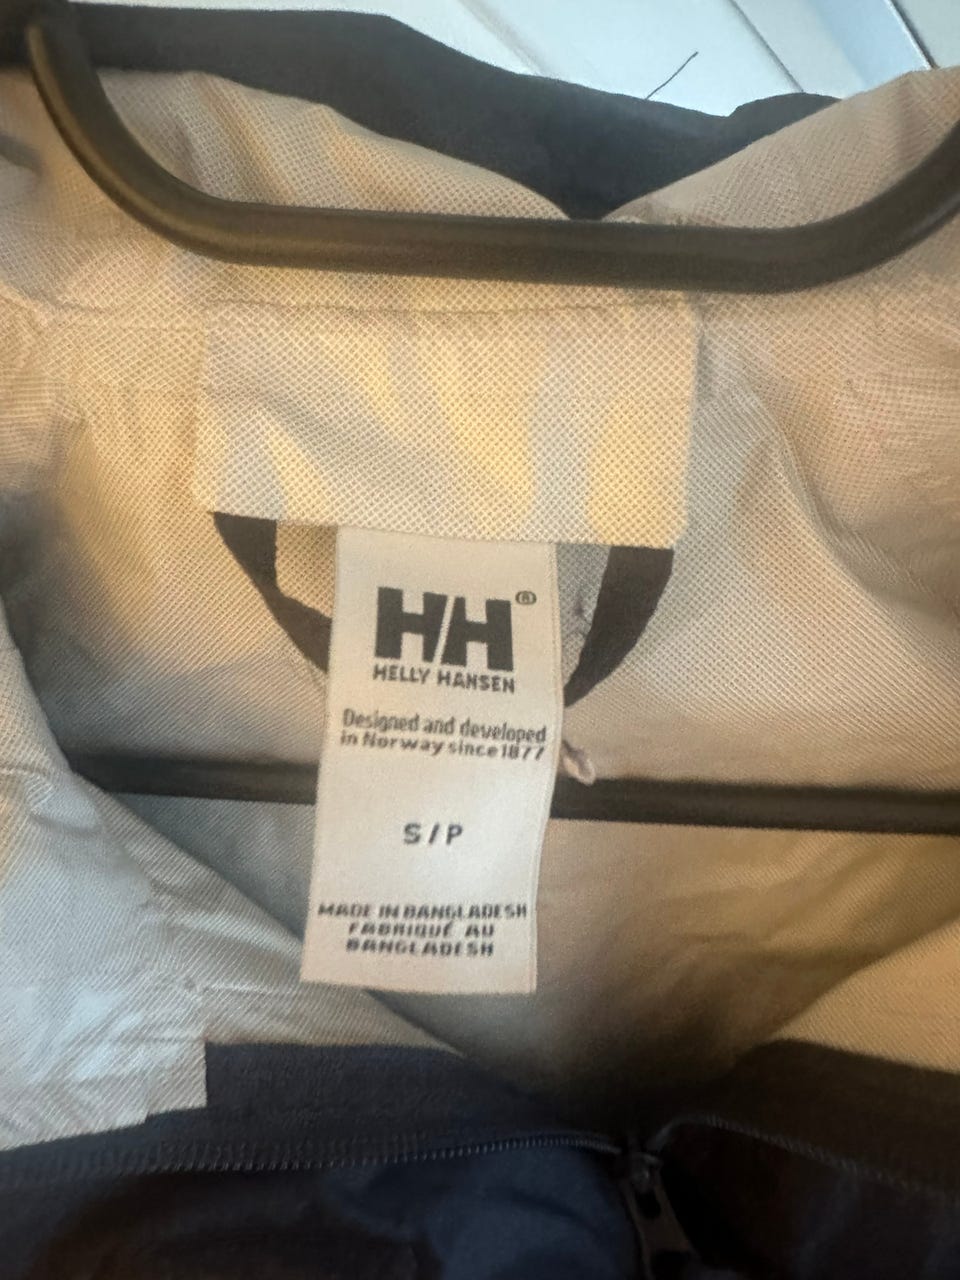 HH®
HELLY HANSEN
Designed and developed
in Norway since 1877
S/P
MADE IN BANGLADESH
FABRIQUÉ AU
BANGLADESH